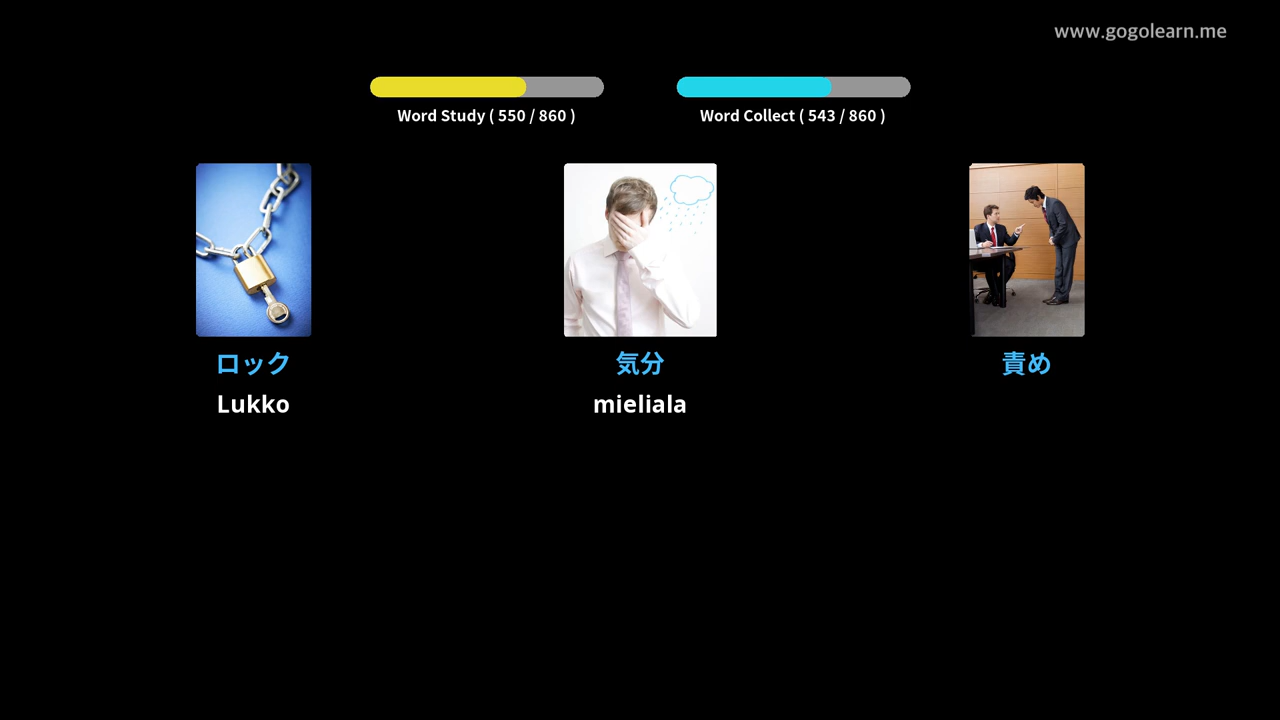 www.gogolearn.me
Word Study ( 550 / 860 )
Word Collect ( 543 / 860 )
ロック
気分
責め
Lukko
mieliala